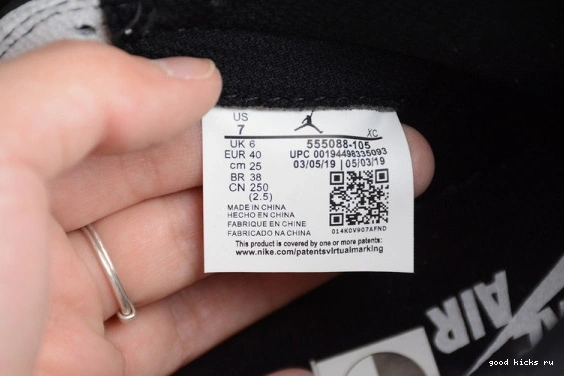 US
7
XC
UK 6
EUR 40
cm 25
BR 38
CN 250
(2.5)
555088-105
UPC 00194498335093
03/05/19 | 05/03/19
014K0V907AFND
MADE IN CHINA
HECHO EN CHINA
FABRIQUE EN CHINE
FABRICADO NA CHINA
This product is covered by one or more patents:
www.nike.com/patentsvirtualmarking
AIR
good kicks ru